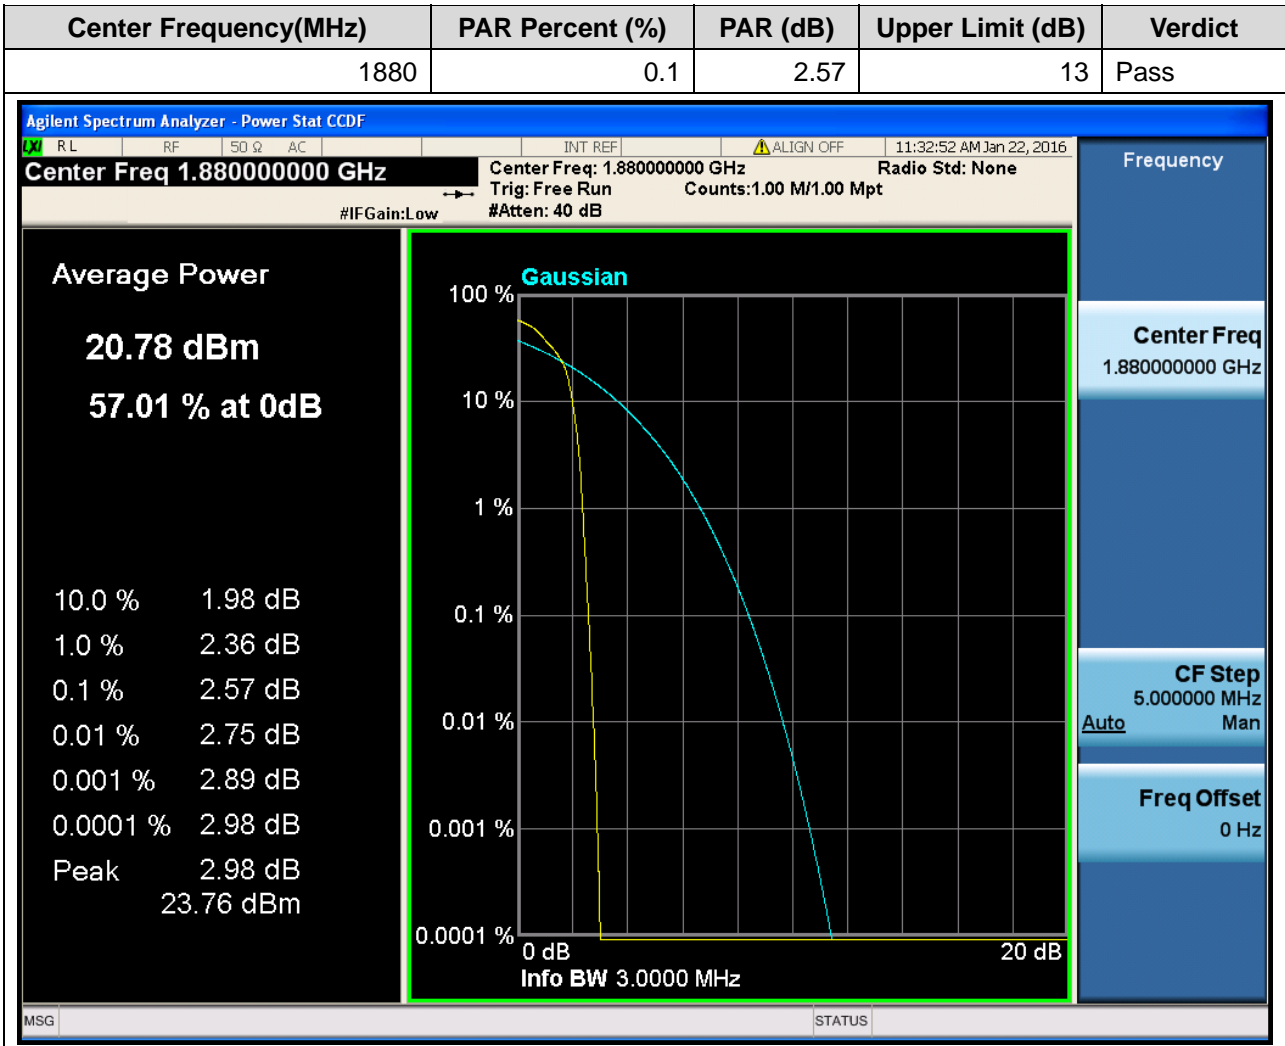 Center Frequency(MHz) PAR Percent (%) PAR (dB) Upper Limit (dB) Verdict
1880 0.1 2.57 13 Pass
Agilent Spectrum Analyzer - Power Stat CCDF
LXI RL RF 50 Ω AC INT REF ALIGN OFF 11:32:52 AM Jan 22, 2016
Center Freq 1.880000000 GHz
Center Freq: 1.880000000 GHz Radio Std: None
Trig: Free Run Counts:1.00 M/1.00 Mpt
#IFGain:Low #Atten: 40 dB
Average Power
20.78 dBm
57.01 % at 0dB
10.0 % 1.98 dB
1.0 % 2.36 dB
0.1 % 2.57 dB
0.01 % 2.75 dB
0.001 % 2.89 dB
0.0001 % 2.98 dB
Peak 2.98 dB
23.76 dBm
Gaussian
100 %
10 %
1 %
0.1 %
0.01 %
0.001 %
0.0001 %
0 dB 20 dB
Info BW 3.0000 MHz
Frequency
Center Freq
1.880000000 GHz
CF Step
5.000000 MHz
Auto Man
Freq Offset
0 Hz
MSG STATUS